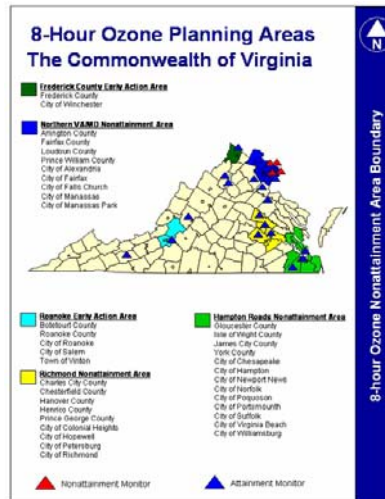 8-Hour Ozone Planning Areas
The Commonwealth of Virginia
N
Frederick County Early Action Area
Frederick County
City of Winchester
Northern VA/MD Nonattainment Area
Arlington County
Fairfax County
Loudoun County
Prince William County
City of Alexandria
City of Fairfax
City of Falls Church
City of Manassas
City of Manassas Park
Roanoke Early Action Area
Botetourt County
Roanoke County
City of Roanoke
City of Salem
Town of Vinton
Richmond Nonattainment Area
Charles City County
Chesterfield County
Hanover County
Henrico County
Prince George County
City of Colonial Heights
City of Hopewell
City of Petersburg
City of Richmond
Hampton Roads Nonattainment Area
Gloucester County
Isle of Wight County
James City County
York County
City of Chesapeake
City of Hampton
City of Newport News
City of Norfolk
City of Poquoson
City of Portsmouth
City of Suffolk
City of Virginia Beach
City of Williamsburg
Nonattainment Monitor
Attainment Monitor
8-hour Ozone Nonattainment Area Boundary